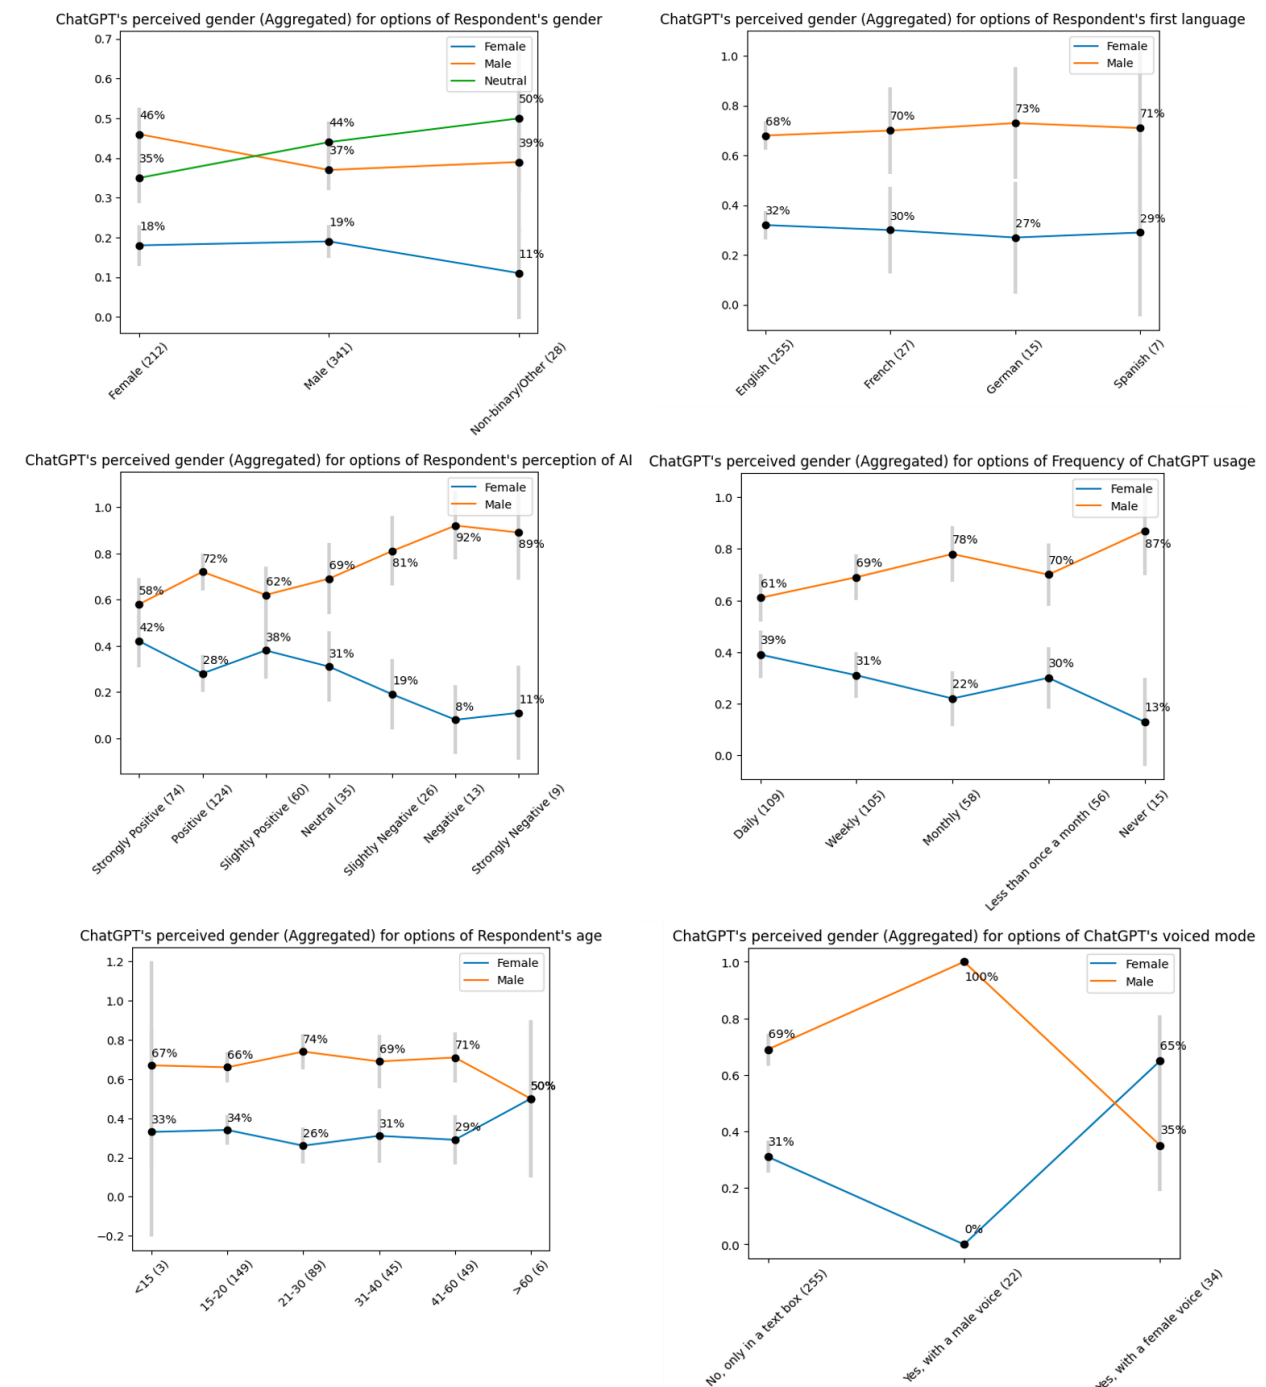 ChatGPT's perceived gender (Aggregated) for options of Respondent's gender
0.7
0.6
0.5
0.4
0.3
0.2
0.1
0.0
Female
Male
Neutral
46%
35%
18%
44%
37%
19%
50%
39%
11%
Female (212)
Male (341)
Non-binary/Other (28)
ChatGPT's perceived gender (Aggregated) for options of Respondent's first language
1.0
0.8
0.6
0.4
0.2
0.0
Female
Male
68%
70%
73%
71%
32%
30%
27%
29%
English (255)
French (27)
German (15)
Spanish (7)
ChatGPT's perceived gender (Aggregated) for options of Respondent's perception of AI
1.0
0.8
0.6
0.4
0.2
0.0
Female
Male
58%
72%
62%
69%
81%
92%
89%
42%
28%
38%
31%
19%
8%
11%
Strongly Positive (74)
Positive (124)
Slightly Positive (60)
Neutral (35)
Slightly Negative (26)
Negative (13)
Strongly Negative (9)
ChatGPT's perceived gender (Aggregated) for options of Frequency of ChatGPT usage
1.0
0.8
0.6
0.4
0.2
0.0
Female
Male
61%
69%
78%
70%
87%
39%
31%
22%
30%
13%
Daily (109)
Weekly (105)
Monthly (58)
Less than once a month (56)
Never (15)
ChatGPT's perceived gender (Aggregated) for options of Respondent's age
1.2
1.0
0.8
0.6
0.4
0.2
0.0
−0.2
Female
Male
67%
66%
74%
69%
71%
50%
33%
34%
26%
31%
29%
<15 (3)
15-20 (149)
21-30 (89)
31-40 (45)
41-60 (49)
>60 (6)
ChatGPT's perceived gender (Aggregated) for options of ChatGPT's voiced mode
1.0
0.8
0.6
0.4
0.2
0.0
Female
Male
69%
100%
65%
31%
0%
35%
No, only in a text box (255)
Yes, with a male voice (22)
Yes, with a female voice (34)